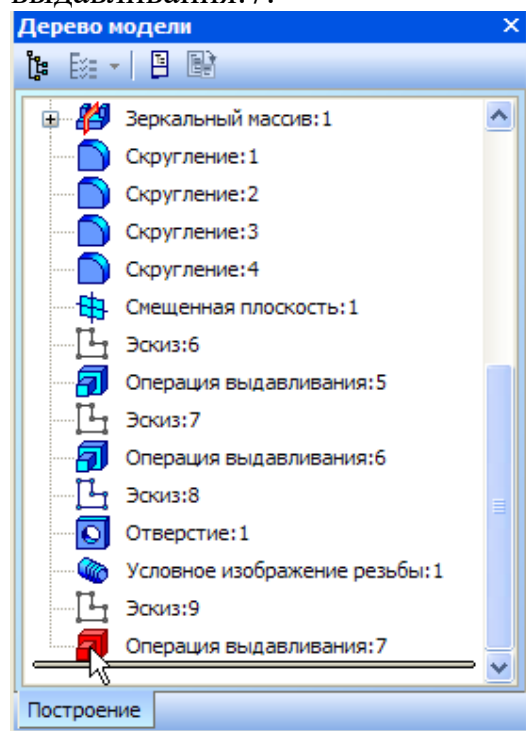 выдавливания:7.
Дерево модели
Зеркальный массив:1
Скругление:1
Скругление:2
Скругление:3
Скругление:4
Смещенная плоскость:1
Эскиз:6
Операция выдавливания:5
Эскиз:7
Операция выдавливания:6
Эскиз:8
Отверстие:1
Условное изображение резьбы:1
Эскиз:9
Операция выдавливания:7
Построение